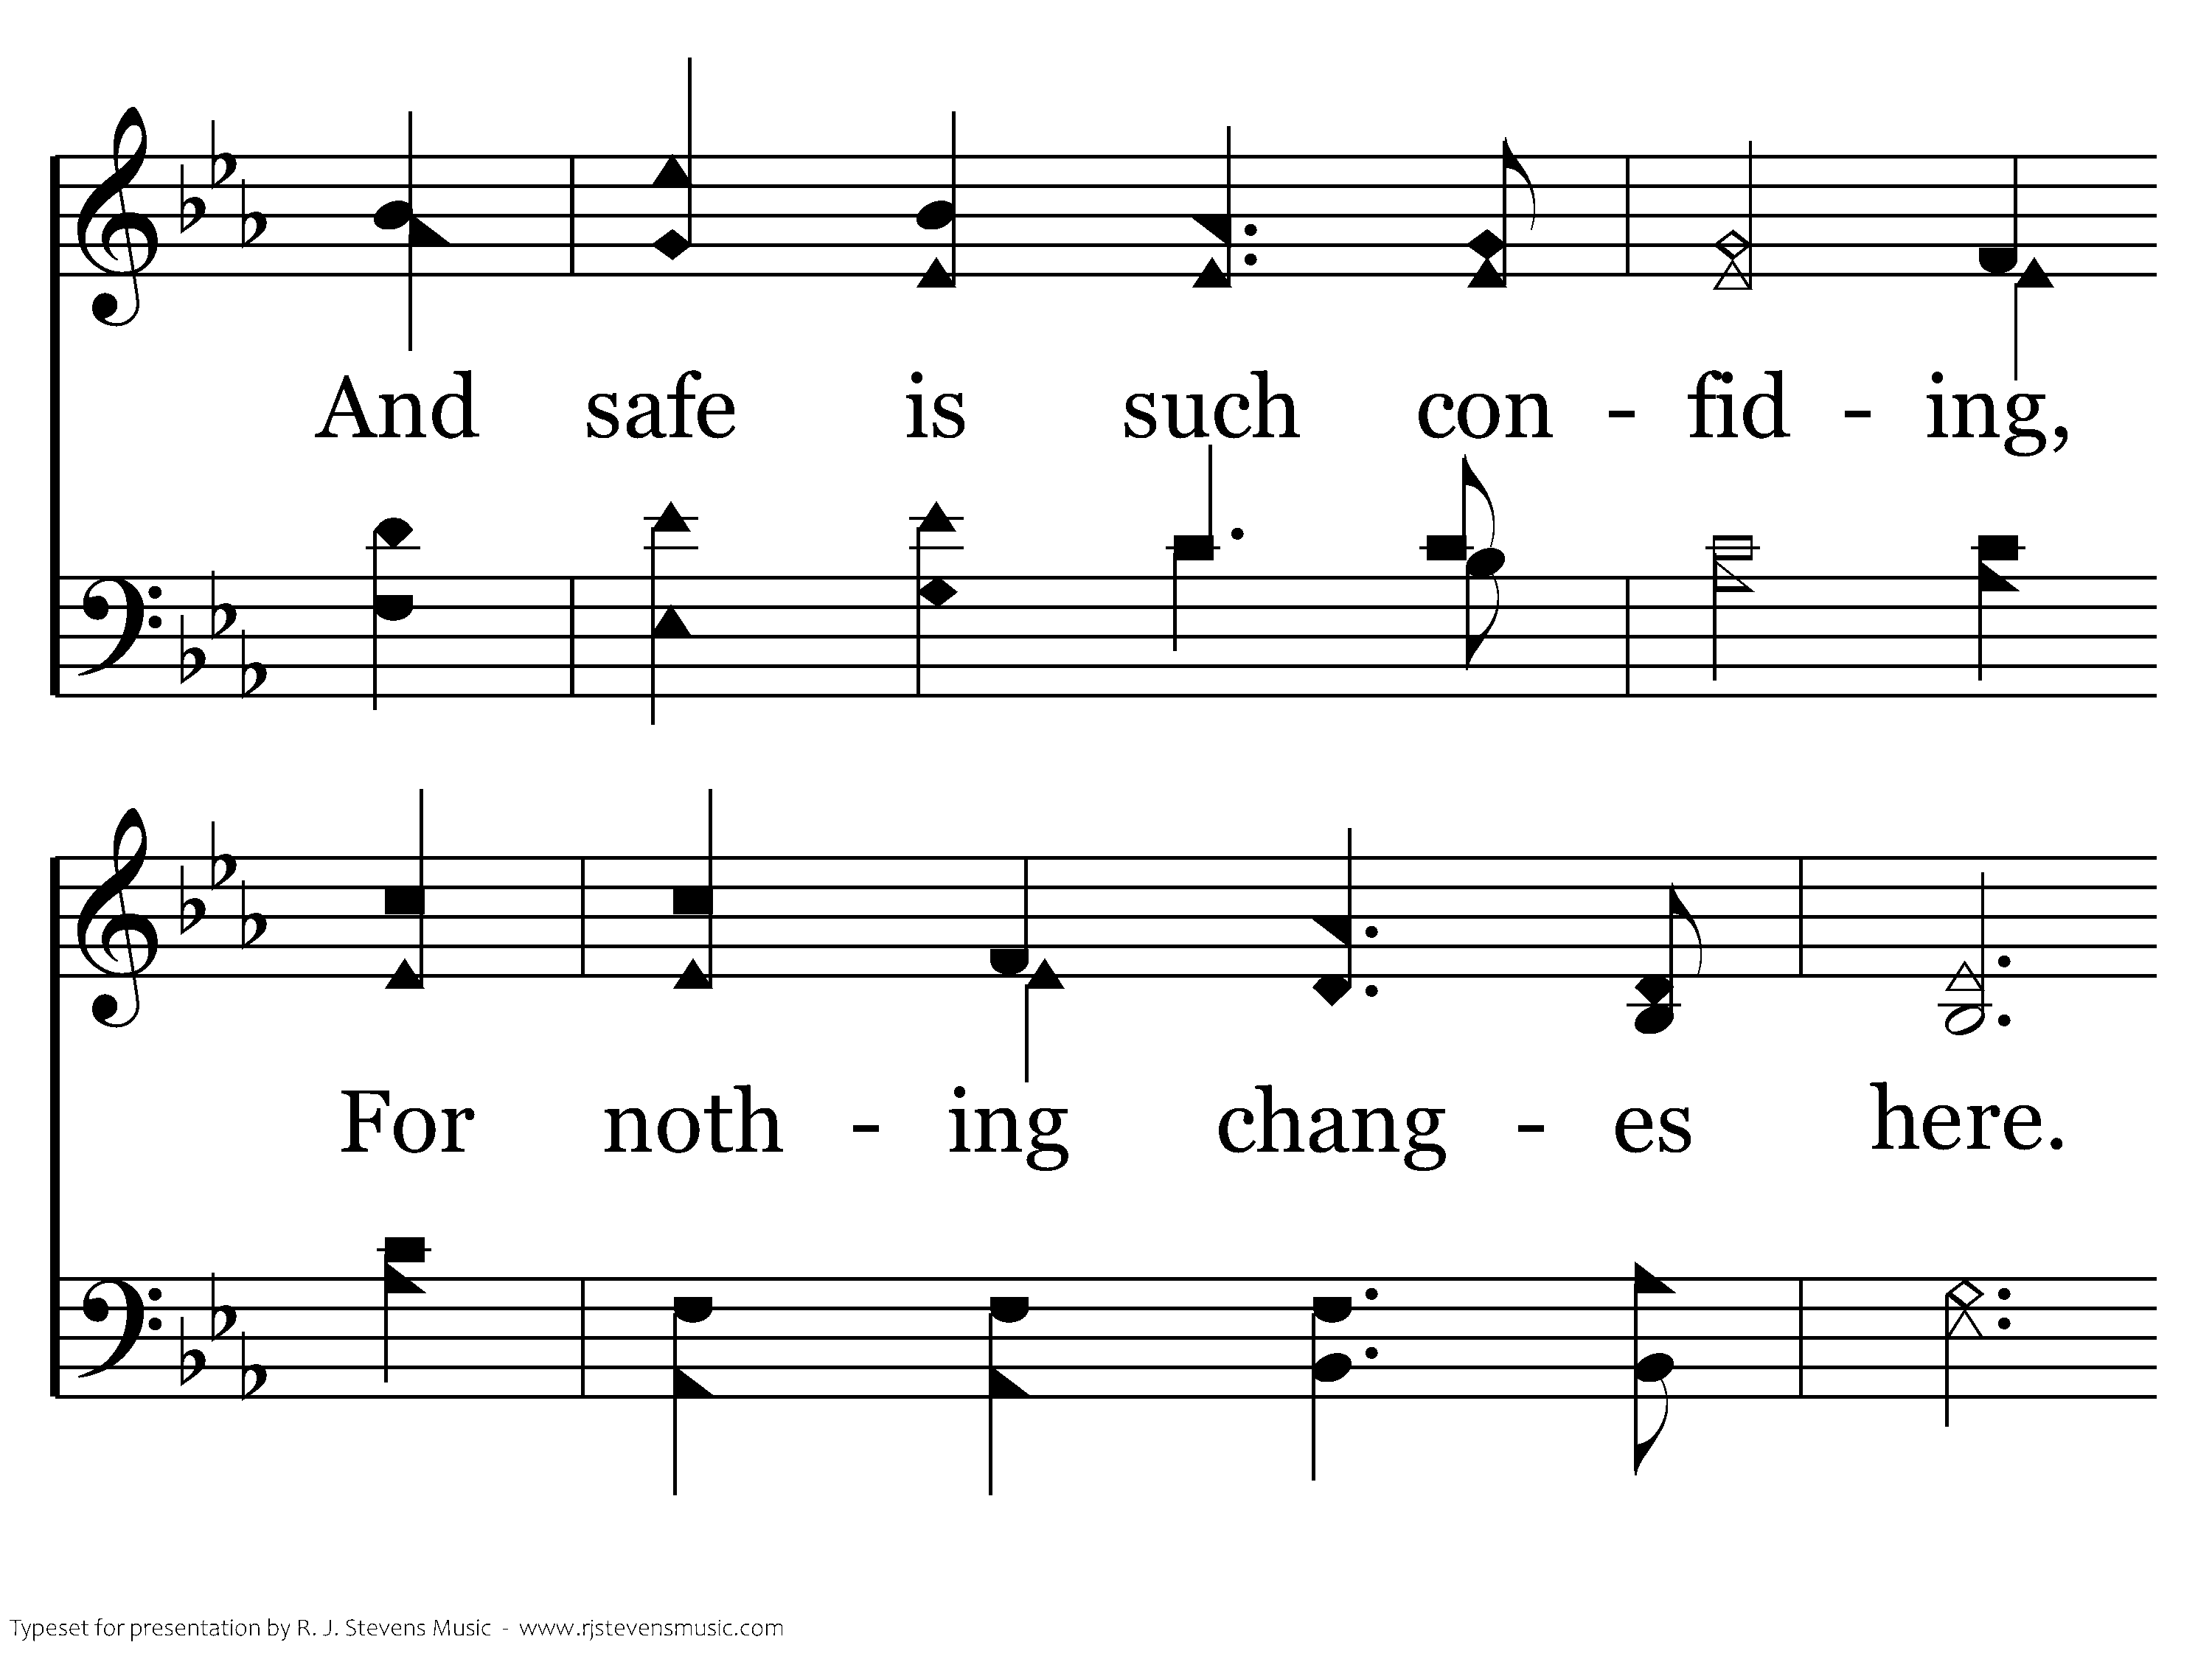 And safe is such con - fid - ing,
For noth - ing chang - es here.
Typeset for presentation by R. J. Stevens Music - www.rjstevensmusic.com